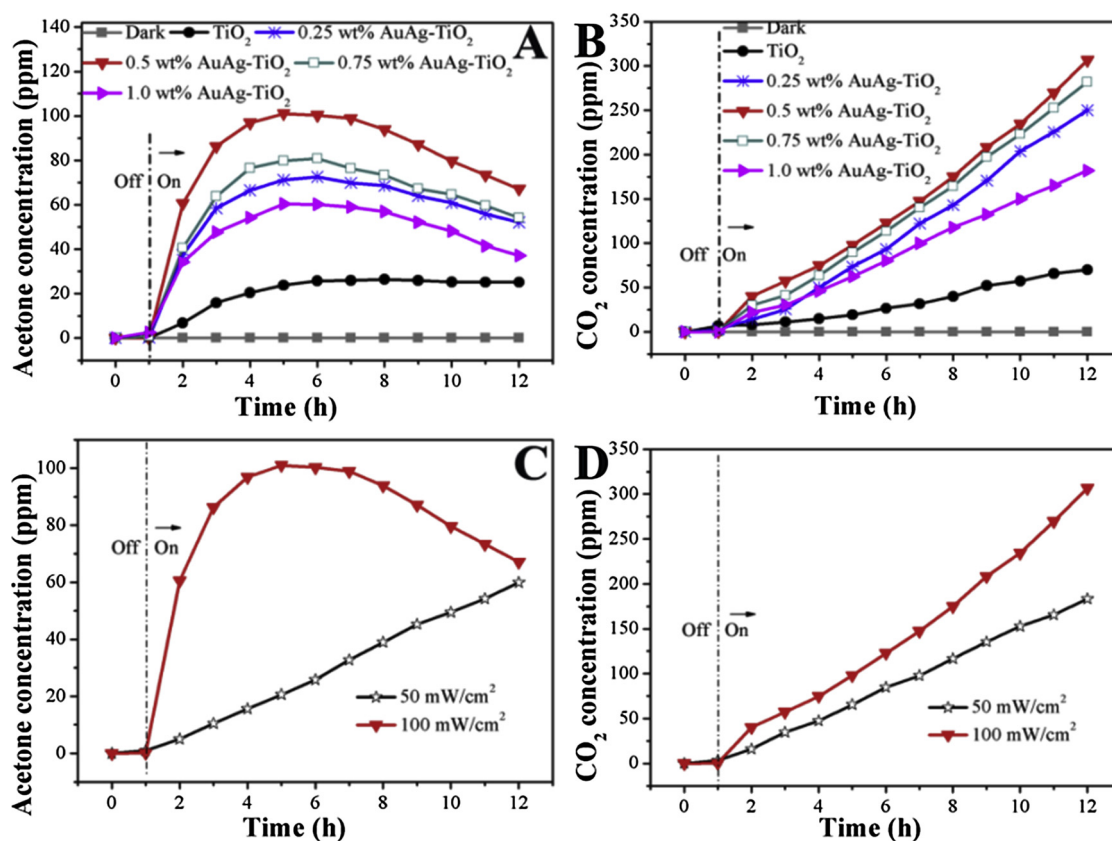 A
Acetone concentration (ppm)
140
120
100
80
60
40
20
0
Dark TiO₂ 0.25 wt% AuAg-TiO₂
0.5 wt% AuAg-TiO₂ 0.75 wt% AuAg-TiO₂
1.0 wt% AuAg-TiO₂
Off On
0 2 4 6 8 10 12
Time (h)
B
CO₂ concentration (ppm)
350
300
250
200
150
100
50
0
Dark
TiO₂
0.25 wt% AuAg-TiO₂
0.5 wt% AuAg-TiO₂
0.75 wt% AuAg-TiO₂
1.0 wt% AuAg-TiO₂
Off On
0 2 4 6 8 10 12
Time (h)
C
Acetone concentration (ppm)
100
80
60
40
20
0
Off On
50 mW/cm²
100 mW/cm²
0 2 4 6 8 10 12
Time (h)
D
CO₂ concentration (ppm)
350
300
250
200
150
100
50
0
Off On
50 mW/cm²
100 mW/cm²
0 2 4 6 8 10 12
Time (h)